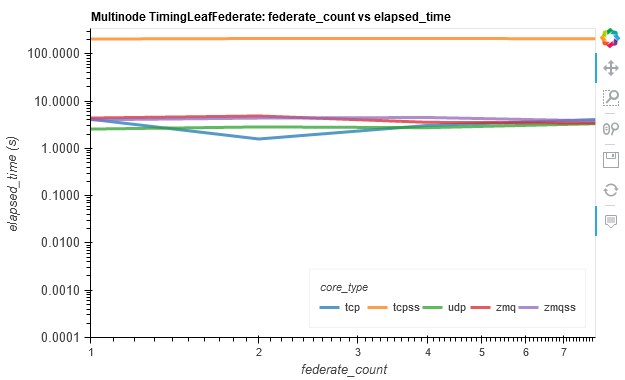 Multinode TimingLeafFederate: federate_count vs elapsed_time
100.0000
10.0000
1.0000
0.1000
0.0100
0.0010
0.0001
elapsed_time (s)
core_type
tcp tcpss udp zmq zmqss
1 2 3 4 5 6 7
federate_count